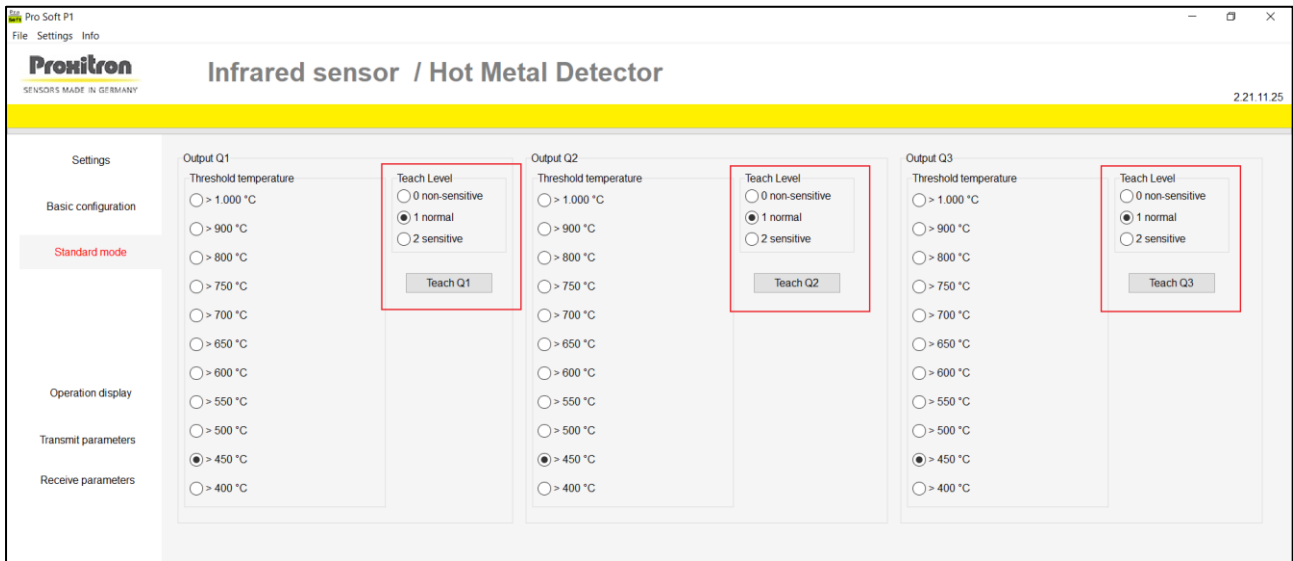 Pro Soft P1
File Settings Info
Proxitron
SENSORS MADE IN GERMANY
Infrared sensor / Hot Metal Detector
2.21.11.25
Settings
Basic configuration
Standard mode
Operation display
Transmit parameters
Receive parameters
Output Q1
Threshold temperature
> 1.000 °C
> 900 °C
> 800 °C
> 750 °C
> 700 °C
> 650 °C
> 600 °C
> 550 °C
> 500 °C
> 450 °C
> 400 °C
Teach Level
0 non-sensitive
1 normal
2 sensitive
Teach Q1
Output Q2
Threshold temperature
> 1.000 °C
> 900 °C
> 800 °C
> 750 °C
> 700 °C
> 650 °C
> 600 °C
> 550 °C
> 500 °C
> 450 °C
> 400 °C
Teach Level
0 non-sensitive
1 normal
2 sensitive
Teach Q2
Output Q3
Threshold temperature
> 1.000 °C
> 900 °C
> 800 °C
> 750 °C
> 700 °C
> 650 °C
> 600 °C
> 550 °C
> 500 °C
> 450 °C
> 400 °C
Teach Level
0 non-sensitive
1 normal
2 sensitive
Teach Q3